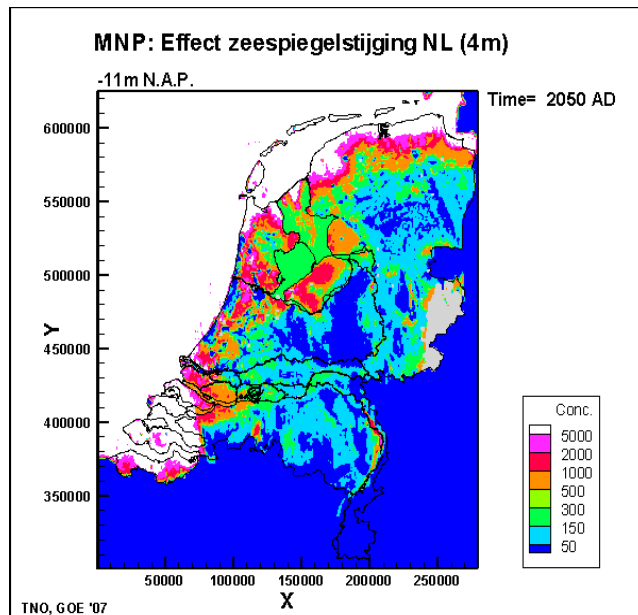 MNP: Effect zeespiegelstijging NL (4m)
-11m N.A.P.
Time= 2050 AD
600000
550000
500000
450000
400000
350000
Y
50000 100000 150000 200000 250000
X
Conc.
5000
2000
1000
500
300
150
50
TNO, GOE '07